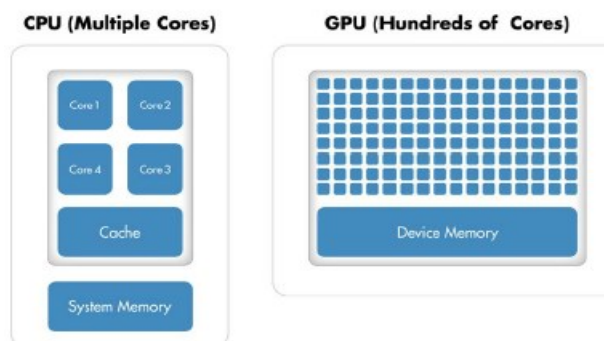 CPU (Multiple Cores)
GPU (Hundreds of Cores)
Core 1
Core 2
Core 4
Core 3
Cache
System Memory
Device Memory